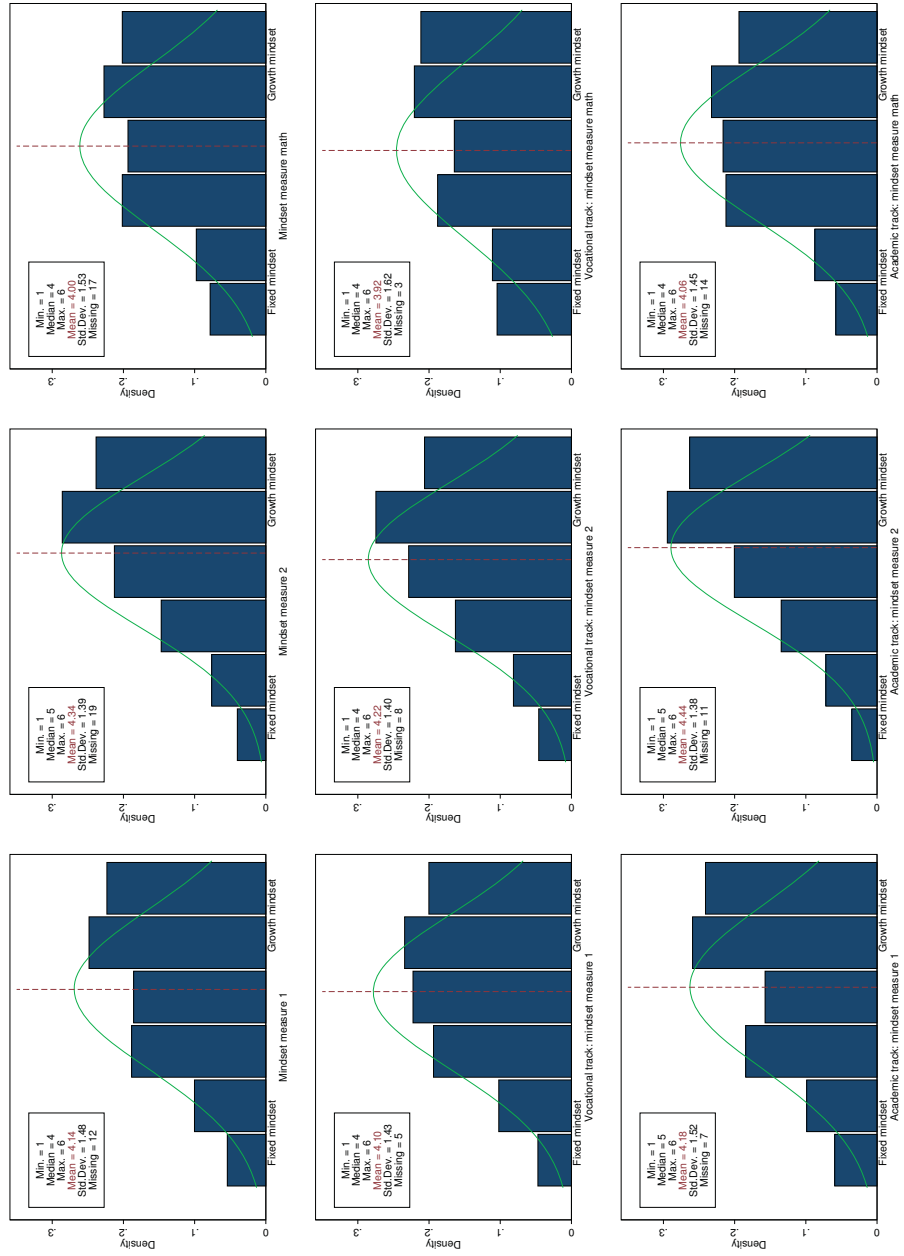 Density
.3
.2
.1
0
Min. = 1
Median = 4
Max. = 6
Mean = 4.14
Std.Dev. = 1.48
Missing = 12
Fixed mindset
Growth mindset
Mindset measure 1
Density
.3
.2
.1
0
Min. = 1
Median = 5
Max. = 6
Mean = 4.34
Std.Dev. = 1.39
Missing = 19
Fixed mindset
Growth mindset
Mindset measure 2
Density
.3
.2
.1
0
Min. = 1
Median = 4
Max. = 6
Mean = 4.00
Std.Dev. = 1.53
Missing = 17
Fixed mindset
Growth mindset
Mindset measure math
Density
.3
.2
.1
0
Min. = 1
Median = 4
Max. = 6
Mean = 4.10
Std.Dev. = 1.43
Missing = 5
Fixed mindset
Growth mindset
Vocational track: mindset measure 1
Density
.3
.2
.1
0
Min. = 1
Median = 4
Max. = 6
Mean = 4.22
Std.Dev. = 1.40
Missing = 8
Fixed mindset
Growth mindset
Vocational track: mindset measure 2
Density
.3
.2
.1
0
Min. = 1
Median = 4
Max. = 6
Mean = 3.92
Std.Dev. = 1.62
Missing = 3
Fixed mindset
Growth mindset
Vocational track: mindset measure math
Density
.3
.2
.1
0
Min. = 1
Median = 5
Max. = 6
Mean = 4.18
Std.Dev. = 1.52
Missing = 7
Fixed mindset
Growth mindset
Academic track: mindset measure 1
Density
.3
.2
.1
0
Min. = 1
Median = 5
Max. = 6
Mean = 4.44
Std.Dev. = 1.38
Missing = 11
Fixed mindset
Growth mindset
Academic track: mindset measure 2
Density
.3
.2
.1
0
Min. = 1
Median = 4
Max. = 6
Mean = 4.06
Std.Dev. = 1.45
Missing = 14
Fixed mindset
Growth mindset
Academic track: mindset measure math